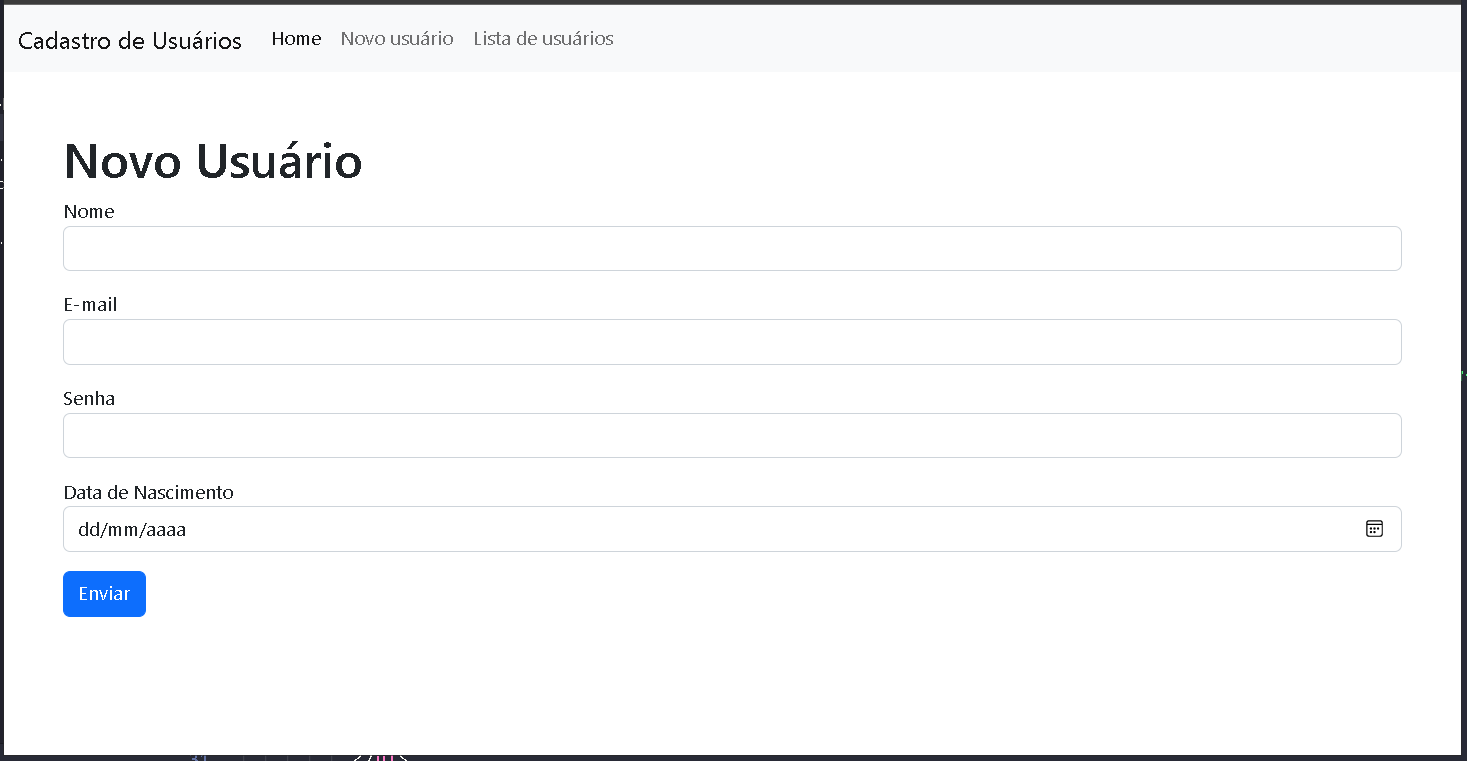 Cadastro de Usuários Home Novo usuário Lista de usuários
Novo Usuário
Nome
E-mail
Senha
Data de Nascimento
dd/mm/aaaa
Enviar